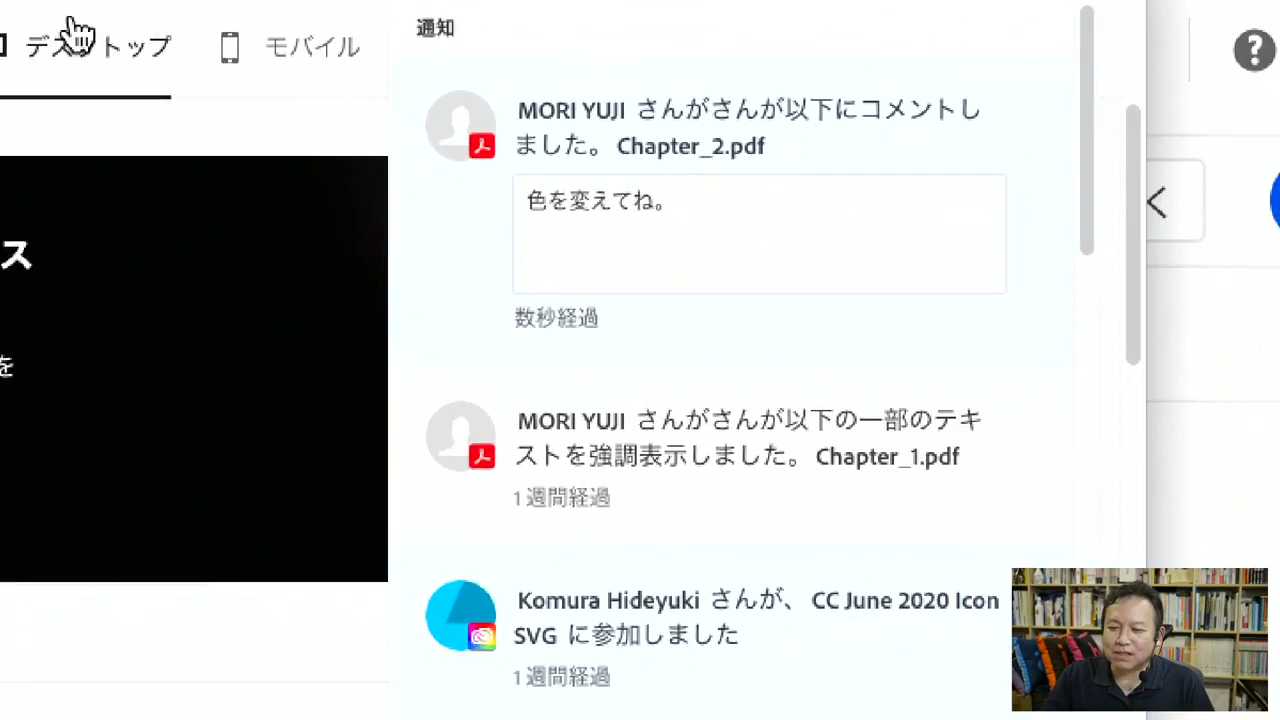 デスクトップ
モバイル
ス
を
通知
MORI YUJI さんがさんが以下にコメントし
ました。 Chapter_2.pdf
色を変えてね。
数秒経過
MORI YUJI さんがさんが以下の一部のテキ
ストを強調表示しました。 Chapter_1.pdf
1 週間経過
Komura Hideyuki さんが、 CC June 2020 Icon
SVG に参加しました
1 週間経過
?